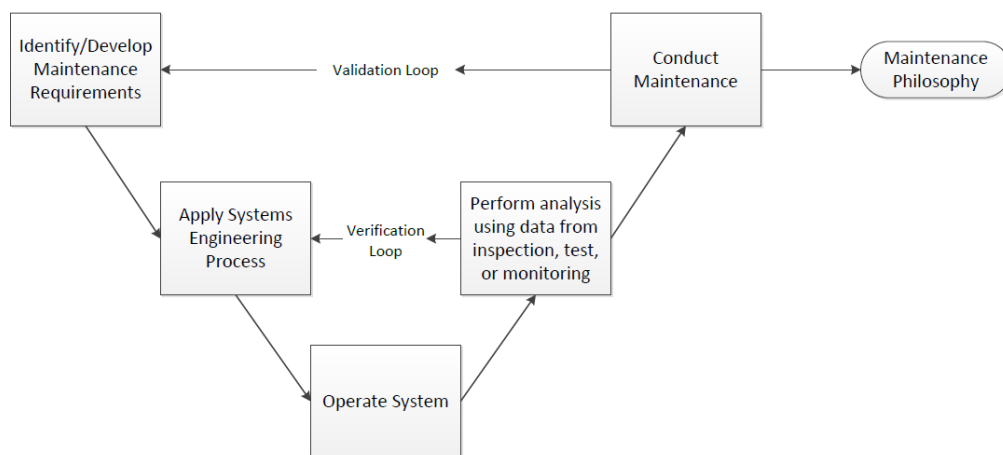 Identify/Develop
Maintenance
Requirements
Validation Loop
Conduct
Maintenance
Maintenance
Philosophy
Apply Systems
Engineering
Process
Verification
Loop
Perform analysis
using data from
inspection, test,
or monitoring
Operate System